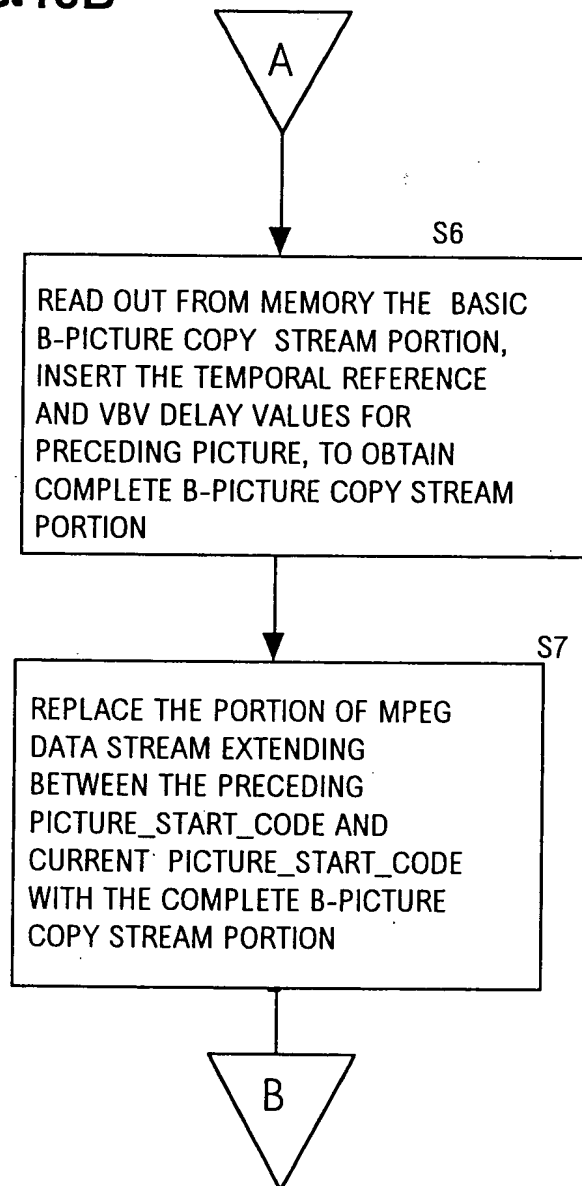 A
S6
READ OUT FROM MEMORY THE BASIC
B-PICTURE COPY STREAM PORTION,
INSERT THE TEMPORAL REFERENCE
AND VBV DELAY VALUES FOR
PRECEDING PICTURE, TO OBTAIN
COMPLETE B-PICTURE COPY STREAM
PORTION
S7
REPLACE THE PORTION OF MPEG
DATA STREAM EXTENDING
BETWEEN THE PRECEDING
PICTURE_START_CODE AND
CURRENT PICTURE_START_CODE
WITH THE COMPLETE B-PICTURE
COPY STREAM PORTION
B